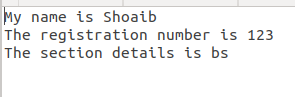 My name is Shoaib
The registration number is 123
The section details is bs